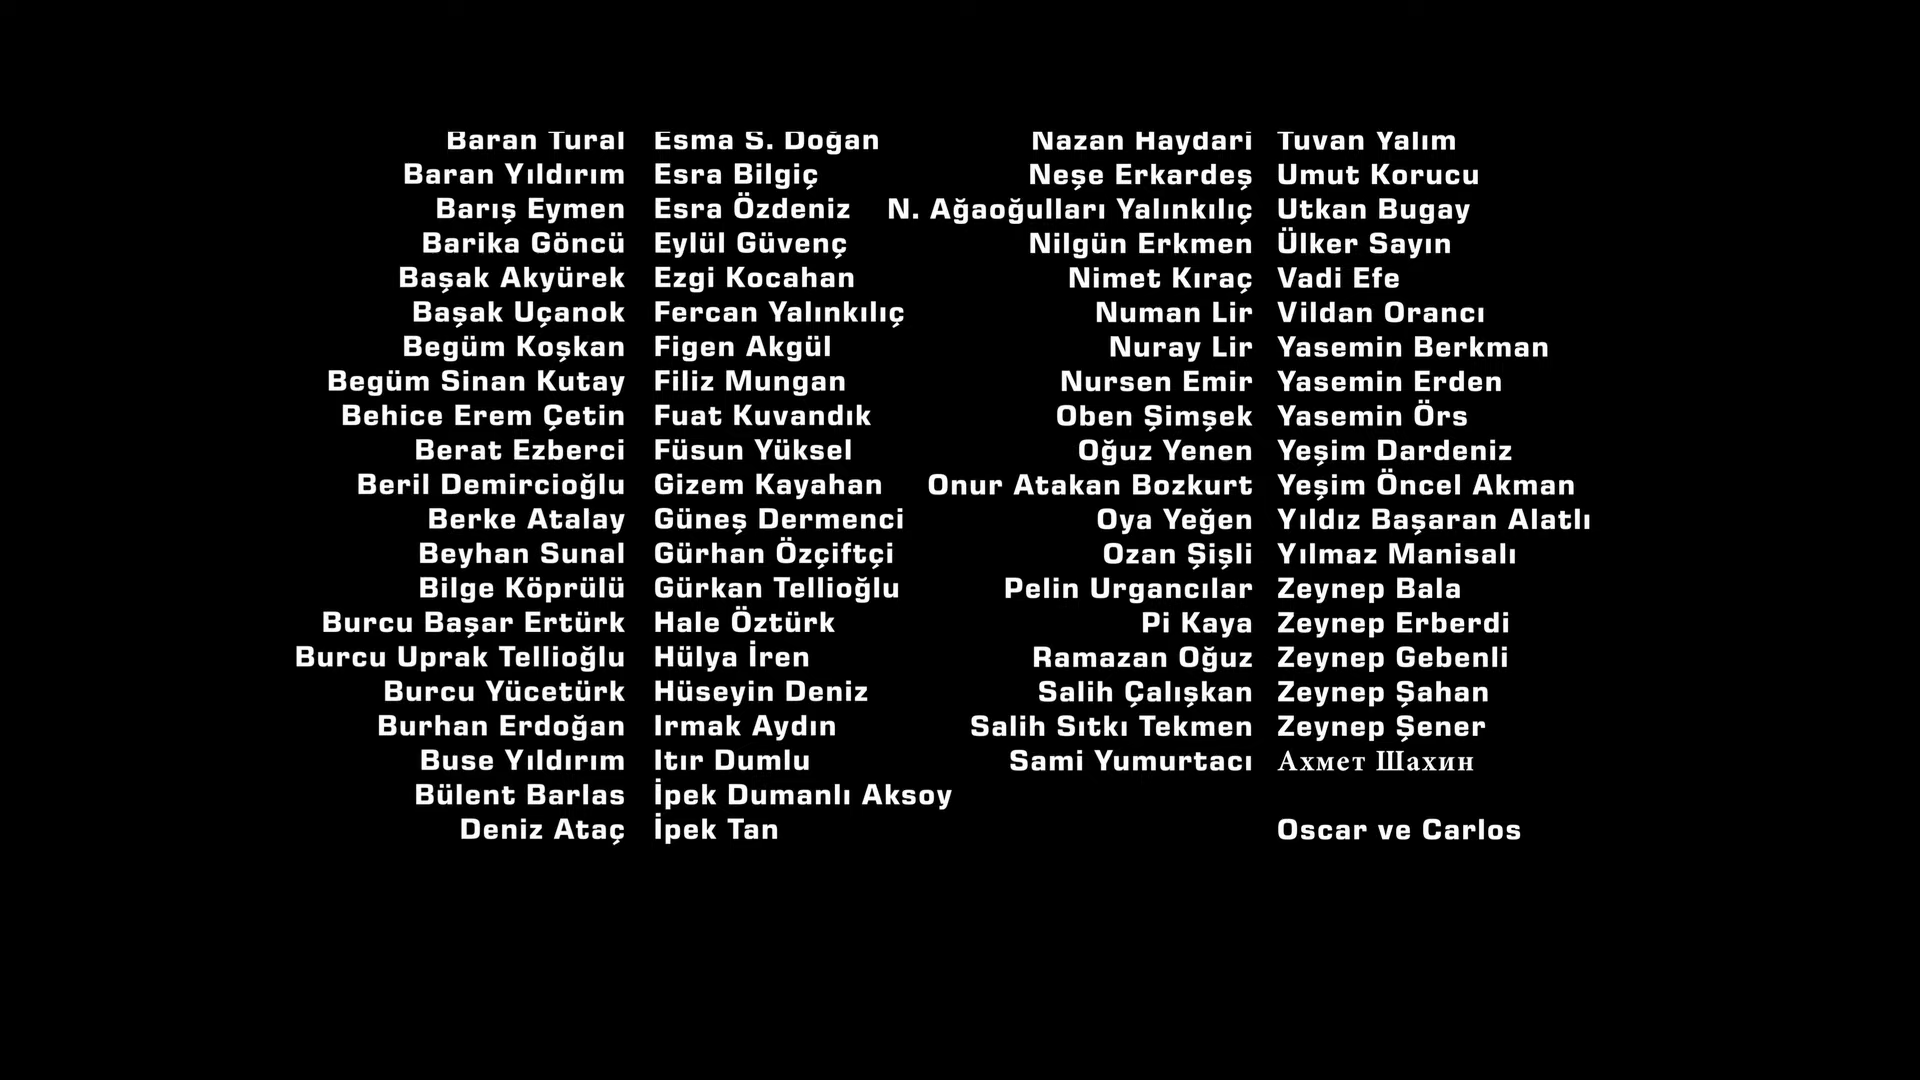 Baran Tural Esma S. Doğan Nazan Haydari Tuvan Yalım
Baran Yıldırım Esra Bilgiç Neşe Erkardeş Umut Korucu
Barış Eymen Esra Özdeniz N. Ağaoğulları Yalınkılıç Utkan Bugay
Barika Göncü Eylül Güvenç Nilgün Erkmen Ülker Sayın
Başak Akyürek Ezgi Kocahan Nimet Kıraç Vadi Efe
Başak Uçanok Fercan Yalınkılıç Numan Lir Vildan Orancı
Begüm Koşkan Figen Akgül Nuray Lir Yasemin Berkman
Begüm Sinan Kutay Filiz Mungan Nursen Emir Yasemin Erden
Behice Erem Çetin Fuat Kuvandık Oben Şimşek Yasemin Örs
Berat Ezberci Füsun Yüksel Oğuz Yenen Yeşim Dardeniz
Beril Demircioğlu Gizem Kayahan Onur Atakan Bozkurt Yeşim Öncel Akman
Berke Atalay Güneş Dermenci Oya Yeğen Yıldız Başaran Alatlı
Beyhan Sunal Gürhan Özçiftçi Ozan Şişli Yılmaz Manisalı
Bilge Köprülü Gürkan Tellioğlu Pelin Urgancılar Zeynep Bala
Burcu Başar Ertürk Hale Öztürk Pi Kaya Zeynep Erberdi
Burcu Uprak Tellioğlu Hülya İren Ramazan Oğuz Zeynep Gebenli
Burcu Yücetürk Hüseyin Deniz Salih Çalışkan Zeynep Şahan
Burhan Erdoğan Irmak Aydın Salih Sıtkı Tekmen Zeynep Şener
Buse Yıldırım Itır Dumlu Sami Yumurtacı Ахмет Шахин
Bülent Barlas İpek Dumanlı Aksoy
Deniz Ataç İpek Tan Oscar ve Carlos